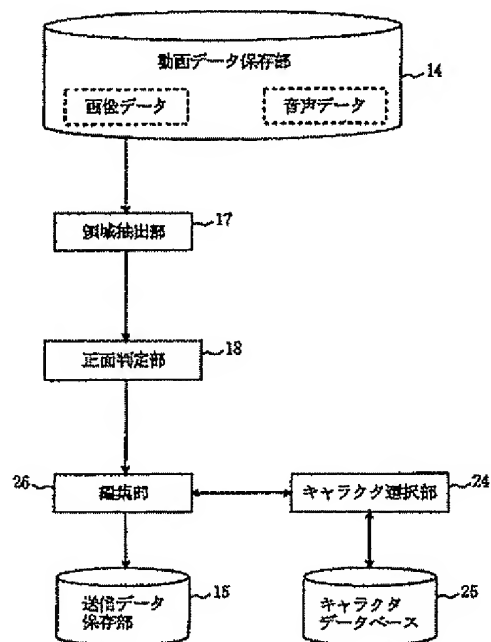 動画データ保存部
14
画像データ
音声データ
領域抽出部
17
正面判定部
18
26
編集部
キャラクタ選択部
24
送信データ
保存部
15
キャラクタ
データベース
25